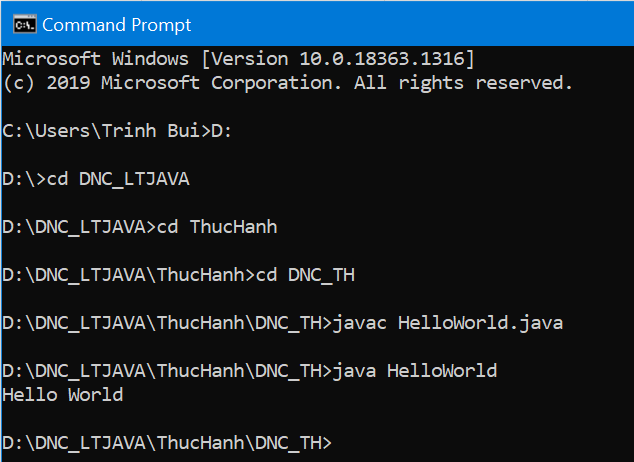 Command Prompt
Microsoft Windows [Version 10.0.18363.1316]
(c) 2019 Microsoft Corporation. All rights reserved.
C:\Users\Trinh Bui>D:
D:\>cd DNC_LTJAVA
D:\DNC_LTJAVA>cd ThucHanh
D:\DNC_LTJAVA\ThucHanh>cd DNC_TH
D:\DNC_LTJAVA\ThucHanh\DNC_TH>javac HelloWorld.java
D:\DNC_LTJAVA\ThucHanh\DNC_TH>java HelloWorld
Hello World
D:\DNC_LTJAVA\ThucHanh\DNC_TH>